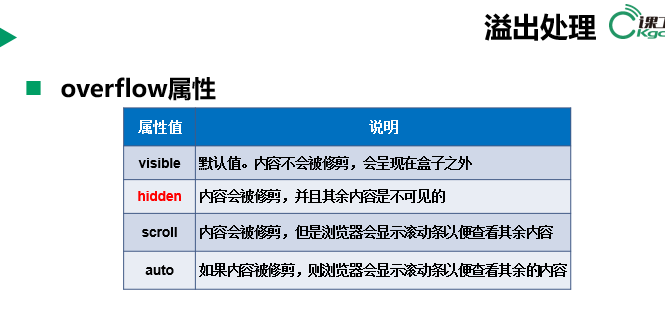 溢出处理
课工
Kgc
overflow属性
属性值 说明
visible 默认值。内容不会被修剪，会呈现在盒子之外
hidden 内容会被修剪，并且其余内容是不可见的
scroll 内容会被修剪，但是浏览器会显示滚动条以便查看其余内容
auto 如果内容被修剪，则浏览器会显示滚动条以便查看其余的内容